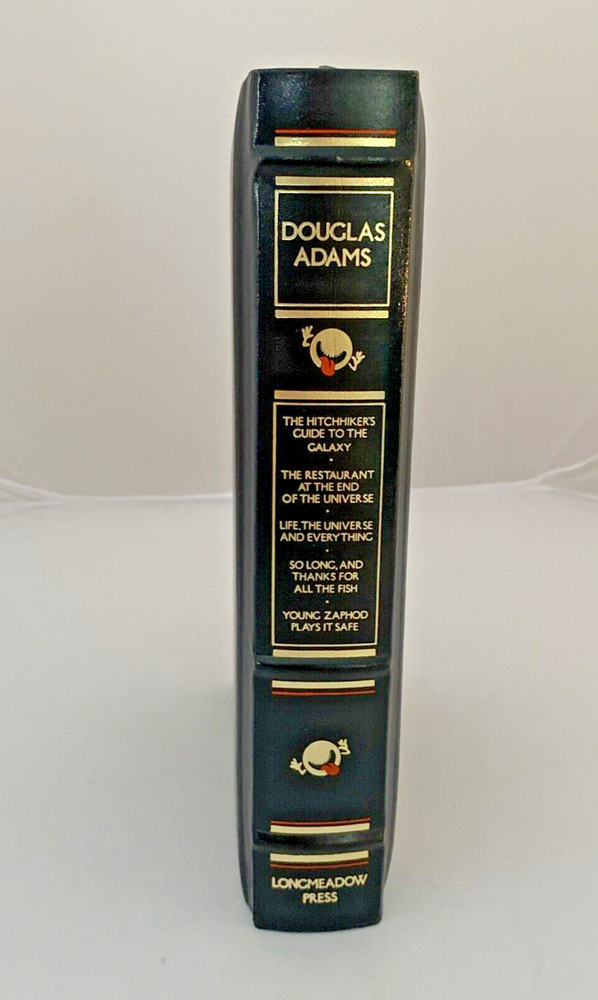 DOUGLAS
ADAMS
THE HITCHHIKER'S
GUIDE TO THE
GALAXY
THE RESTAURANT
AT THE END
OF THE UNIVERSE
LIFE, THE UNIVERSE
AND EVERYTHING
SO LONG, AND
THANKS FOR
ALL THE FISH
YOUNG ZAPHOD
PLAYS IT SAFE
LONGMEADOW
PRESS